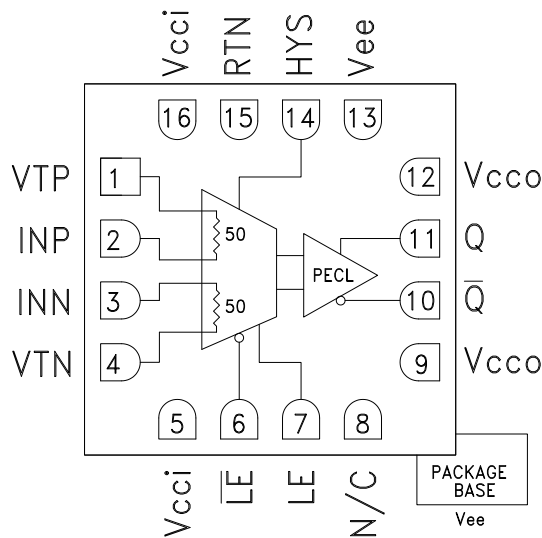 Vcci RTN HYS Vee
16 15 14 13
VTP 1 12 Vcco
50
INP 2 11 Q
PECL
INN 3 10 Q̅
50
VTN 4 9 Vcco
5 6 7 8
Vcci L̅E̅ LE N/C
PACKAGE
BASE
Vee